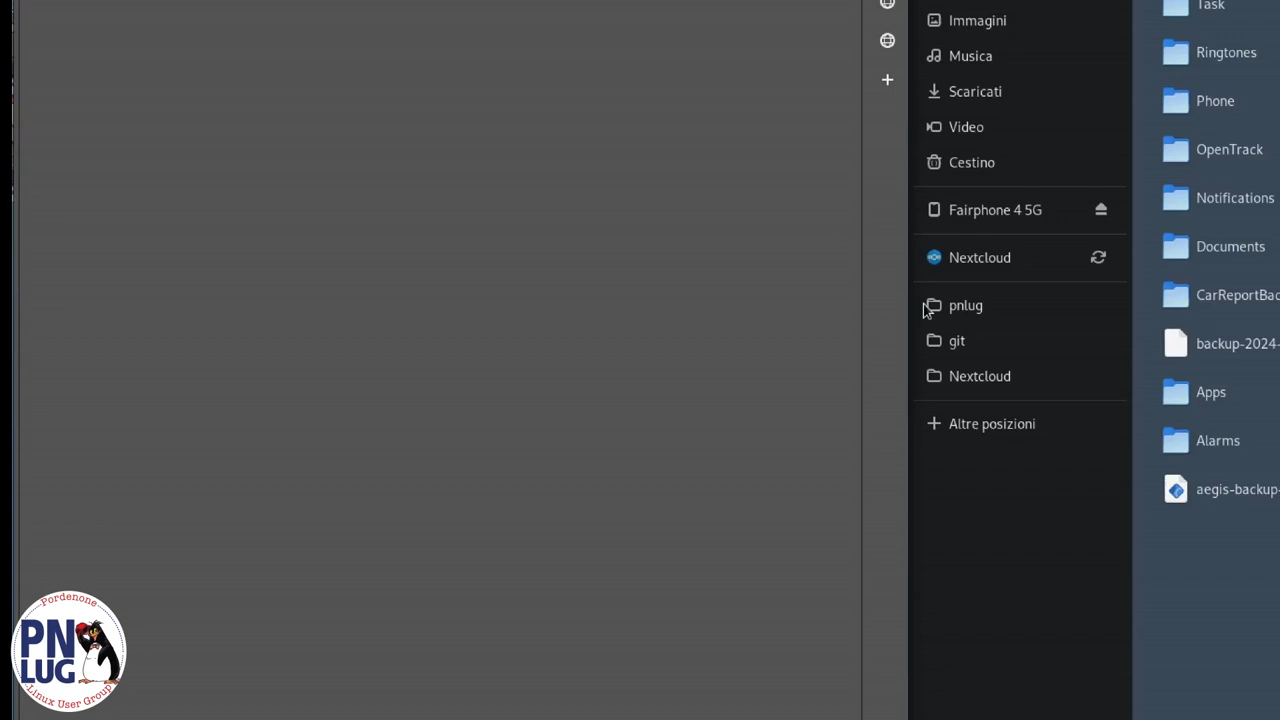 Immagini
Musica
Scaricati
Video
Cestino
Fairphone 4 5G
Nextcloud
pnlug
git
Nextcloud
Altre posizioni
Task
Ringtones
Phone
OpenTrack
Notifications
Documents
CarReportBac
backup-2024-
Apps
Alarms
aegis-backup-
Pordenone
PN
LUG
Linux User Group